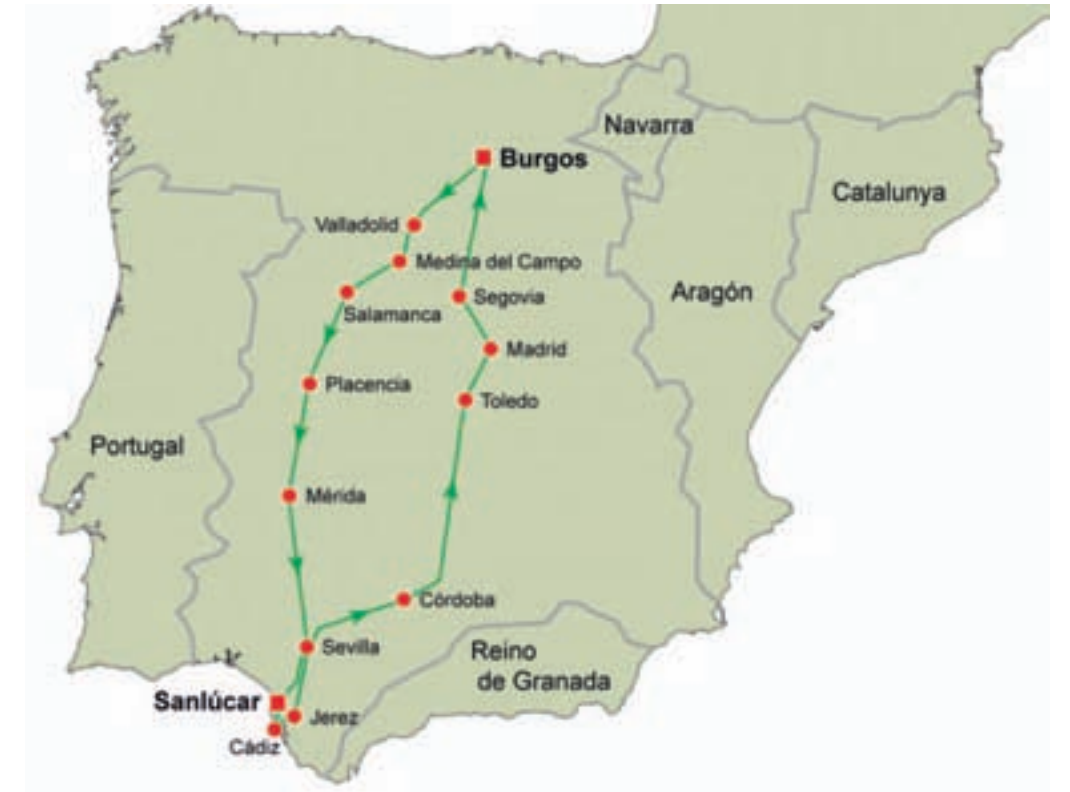 Navarra
Burgos
Catalunya
Valladolid
Medina del Campo
Aragón
Segovia
Salamanca
Madrid
Placencia
Toledo
Portugal
Mérida
Córdoba
Sevilla
Reino
de Granada
Sanlúcar
Jerez
Cádiz